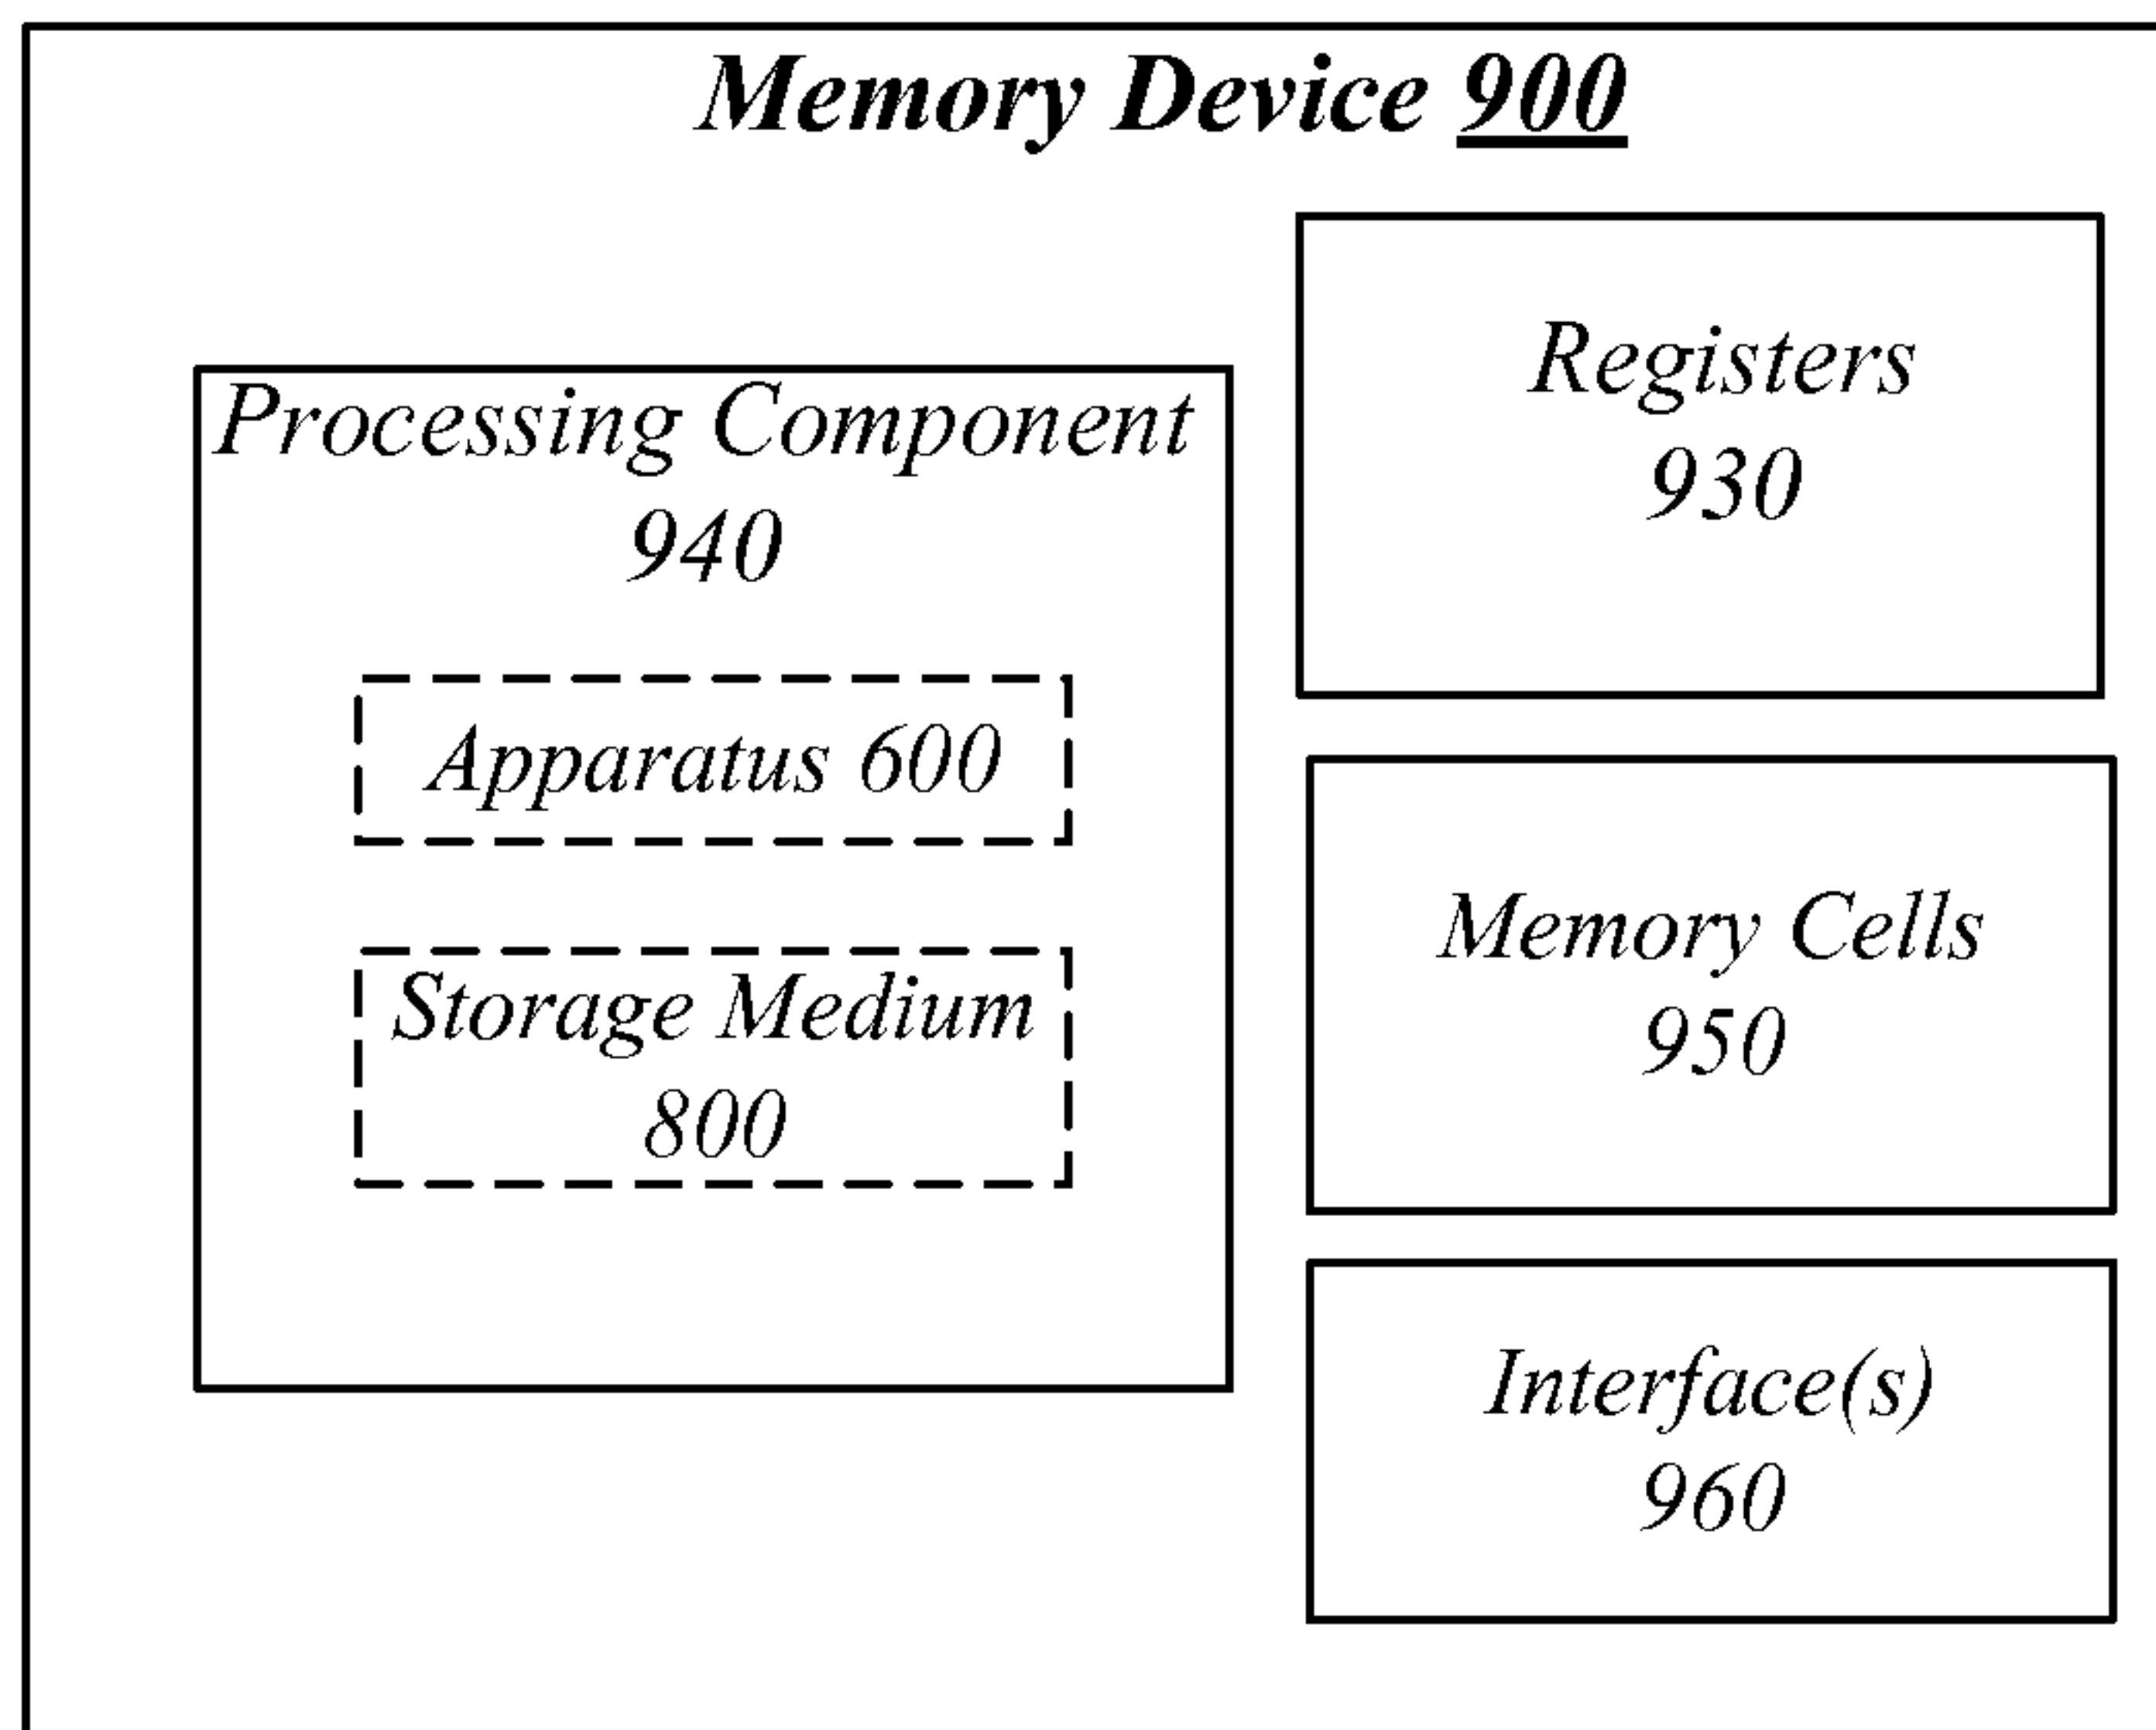 Memory Device 900
Processing Component
940
Apparatus 600
Storage Medium
800
Registers
930
Memory Cells
950
Interface(s)
960